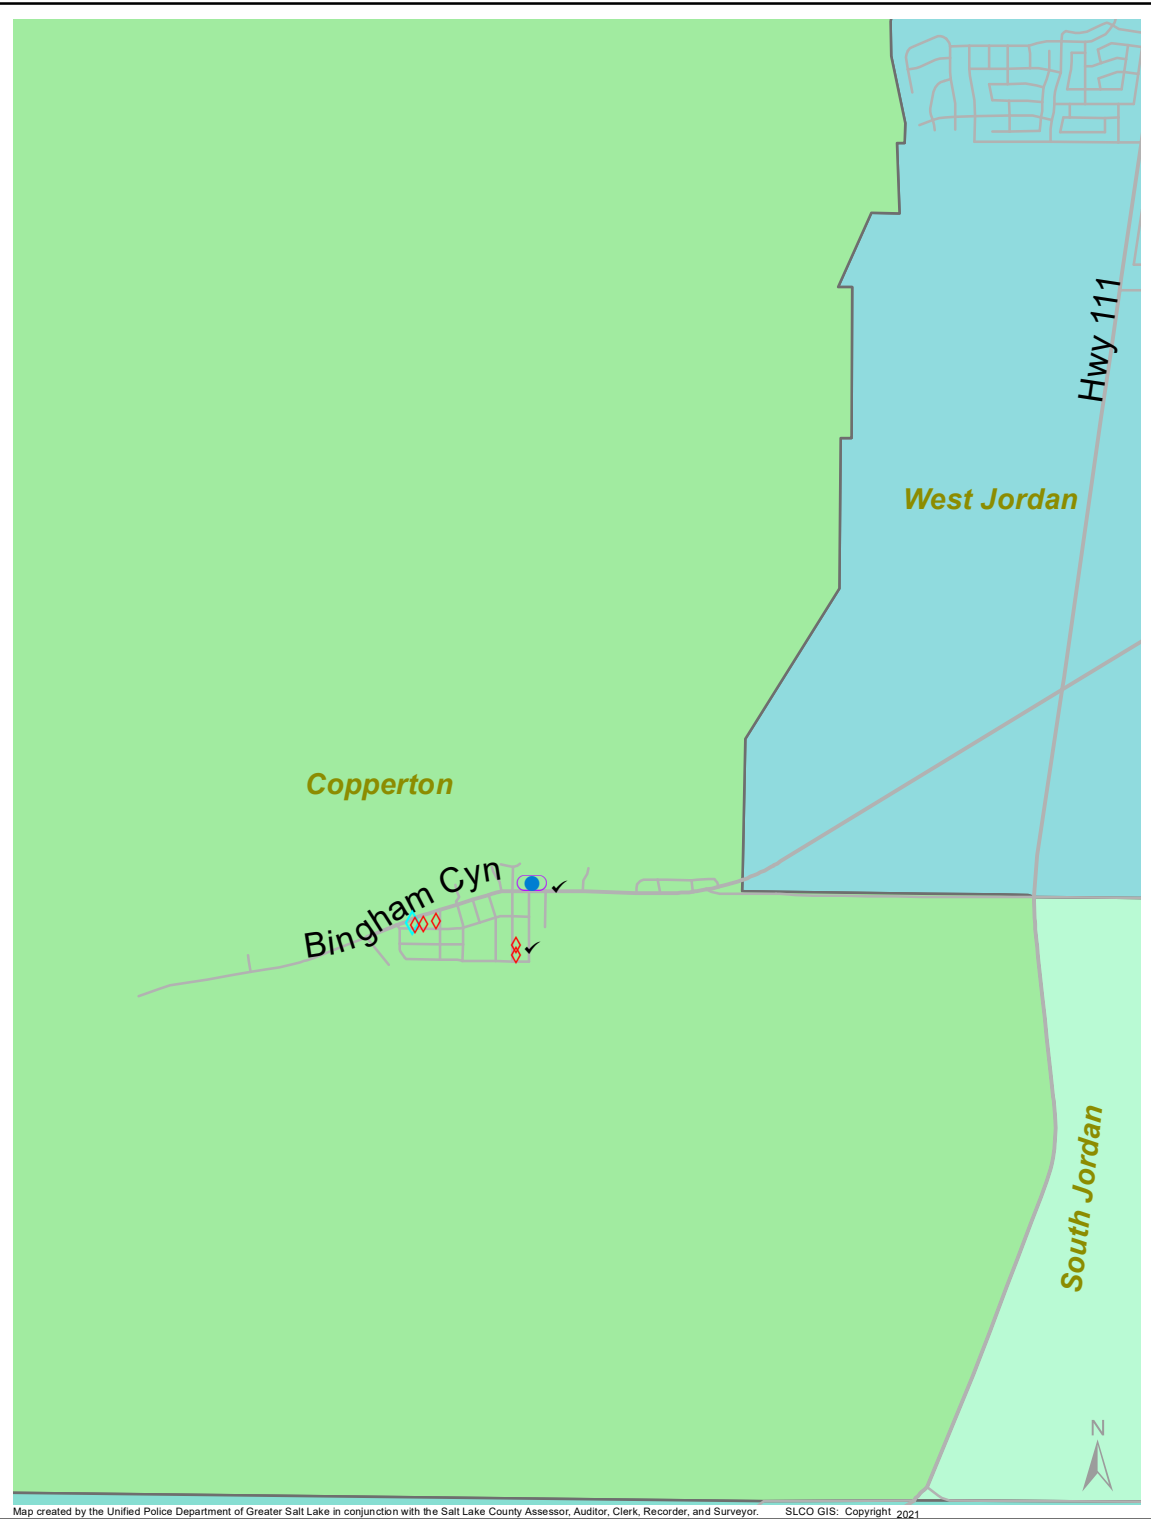 Hwy 111
West Jordan
Copperton
Bingham Cyn
South Jordan
N
Map created by the Unified Police Department of Greater Salt Lake in conjunction with the Salt Lake County Assessor, Auditor, Clerk, Recorder, and Surveyor. SLCO GIS: Copyright 2021